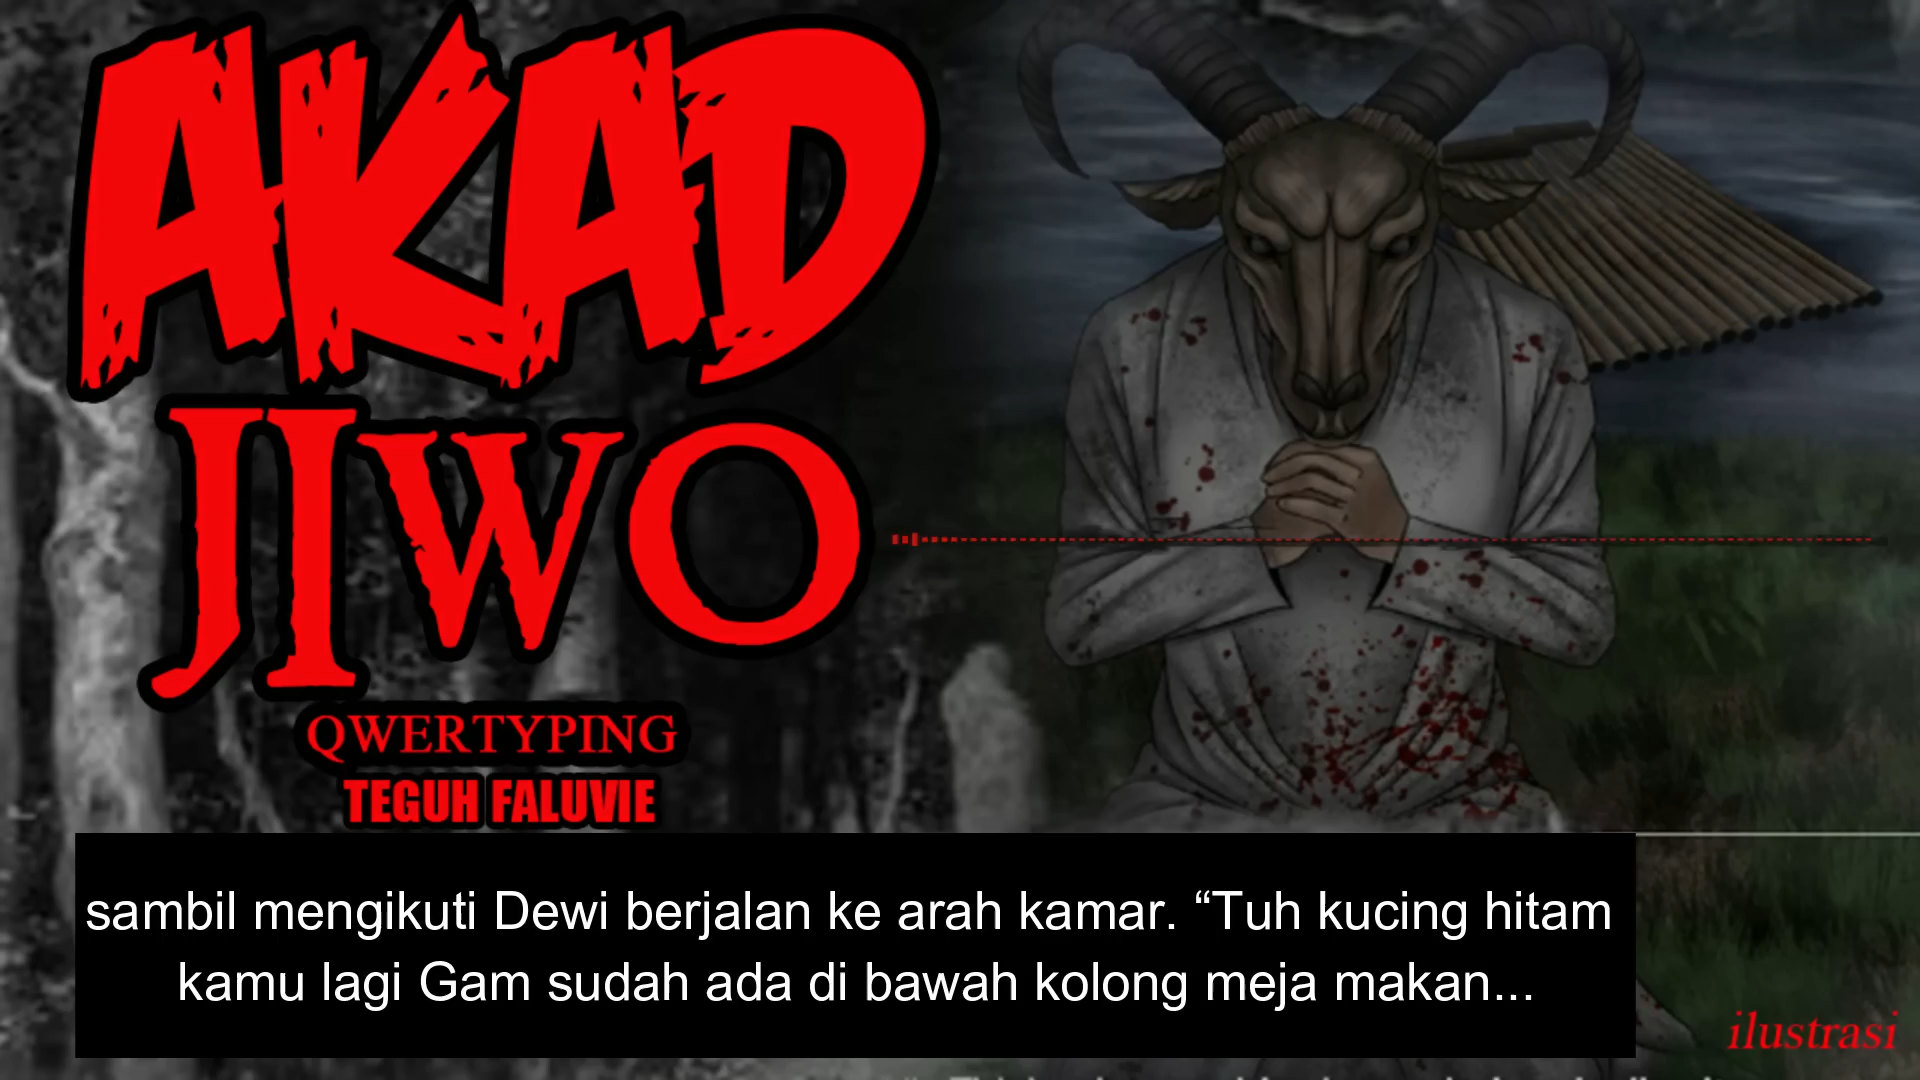 AKAD
JIWO
QWERTYPING
TEGUH FALUVIE
sambil mengikuti Dewi berjalan ke arah kamar. “Tuh kucing hitam
kamu lagi Gam sudah ada di bawah kolong meja makan...
ilustrasi